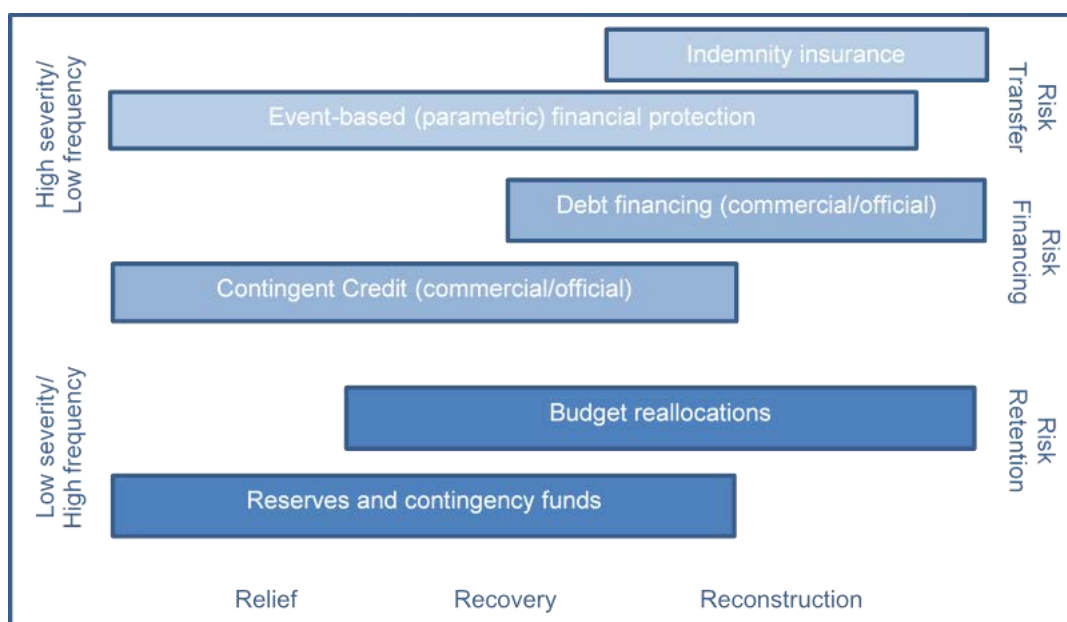 Indemnity insurance
Event-based (parametric) financial protection
Debt financing (commercial/official)
Contingent Credit (commercial/official)
Budget reallocations
Reserves and contingency funds
High severity/
Low frequency
Low severity/
High frequency
Risk
Transfer
Risk
Financing
Risk
Retention
Relief
Recovery
Reconstruction